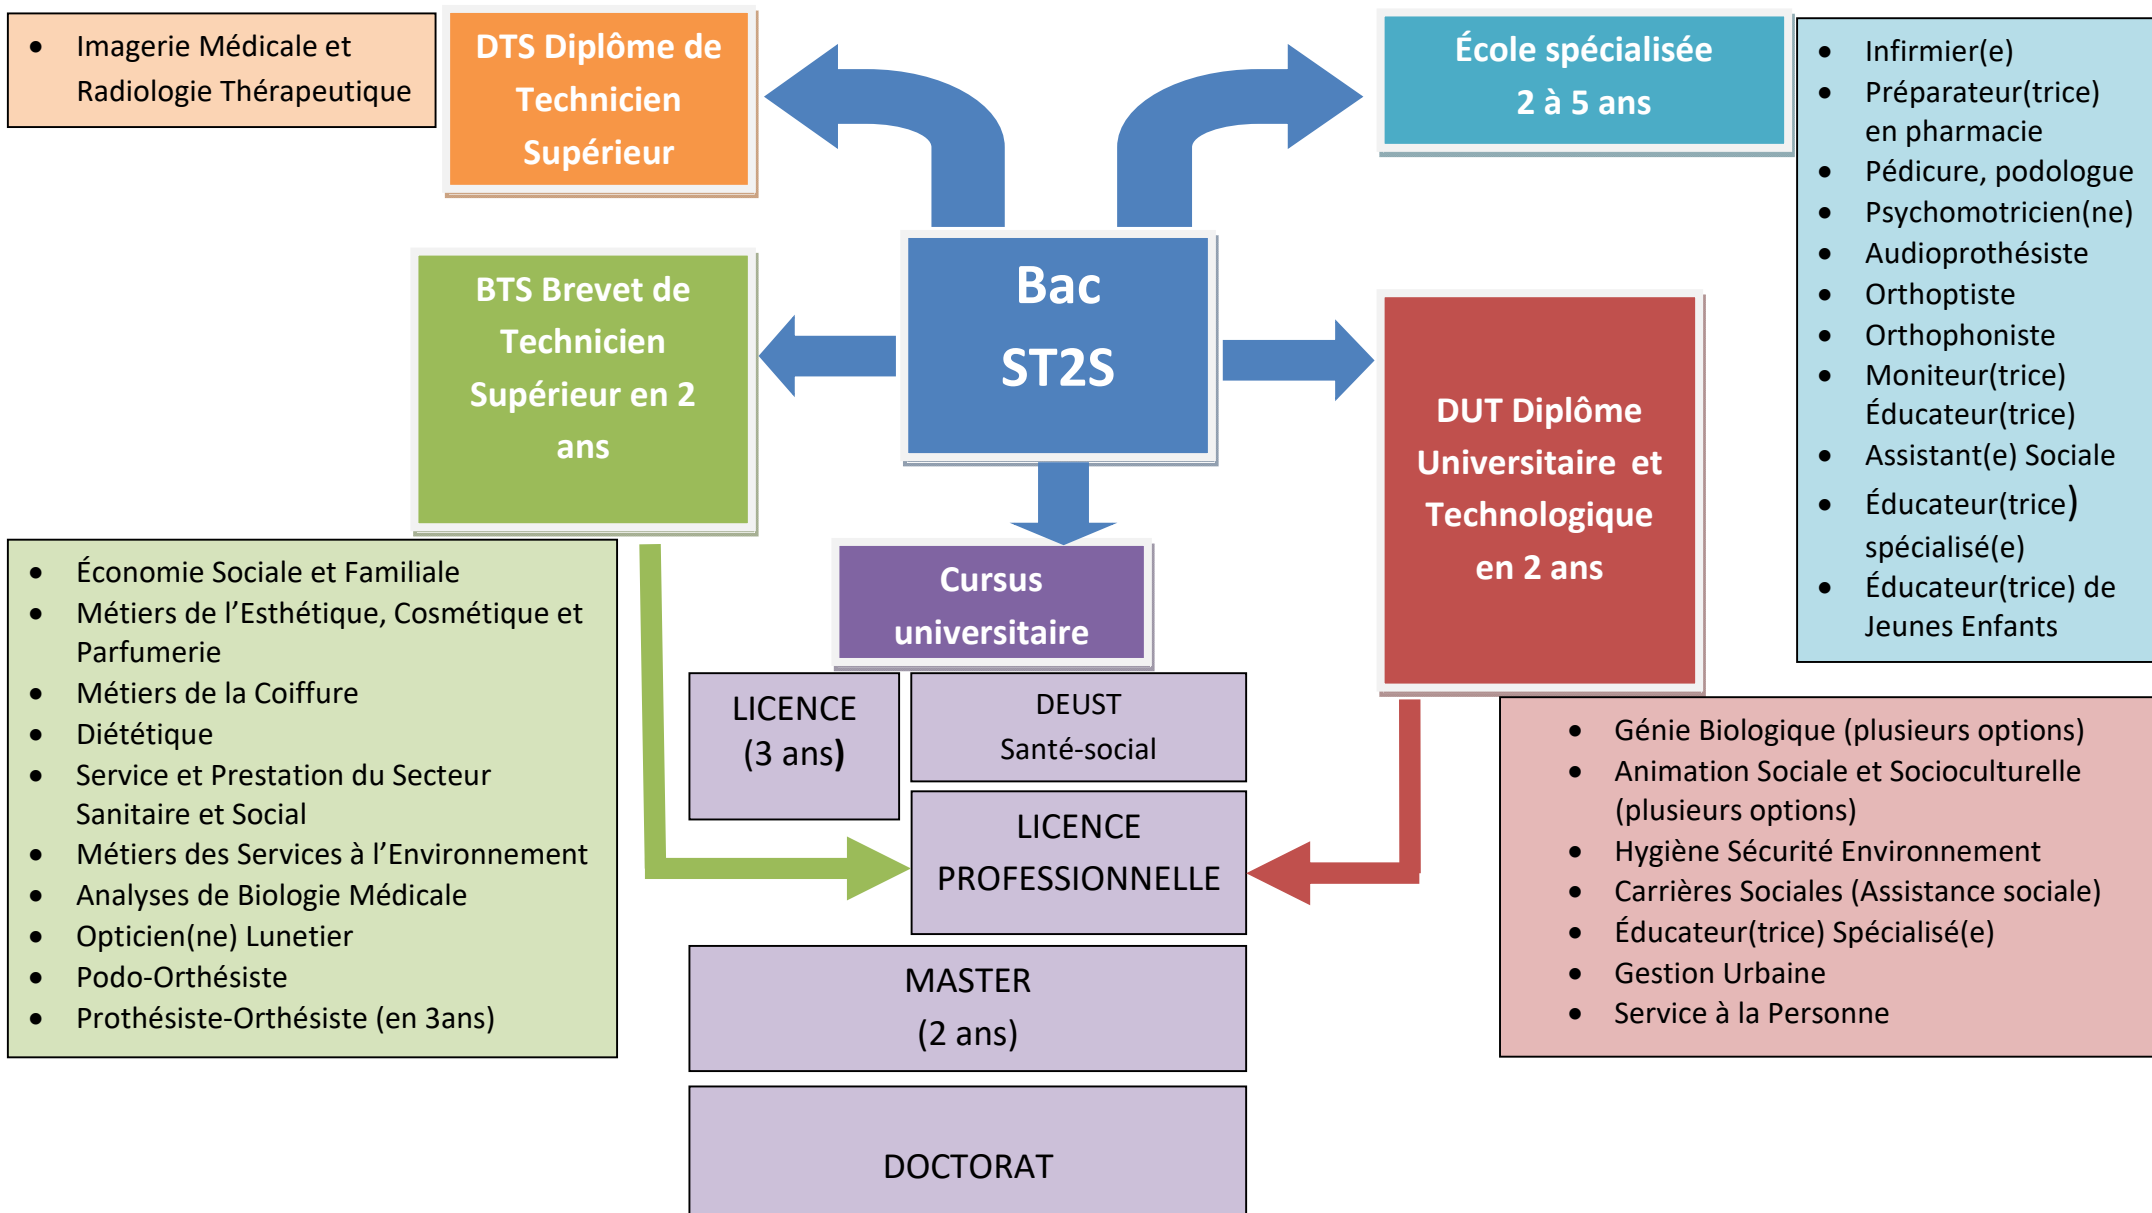 • Imagerie Médicale et
Radiologie Thérapeutique
DTS Diplôme de
Technicien
Supérieur
École spécialisée
2 à 5 ans
• Infirmier(e)
• Préparateur(trice)
en pharmacie
• Pédicure, podologue
• Psychomotricien(ne)
• Audioprothésiste
• Orthoptiste
• Orthophoniste
• Moniteur(trice)
Éducateur(trice)
• Assistant(e) Sociale
• Éducateur(trice)
spécialisé(e)
• Éducateur(trice) de
Jeunes Enfants
BTS Brevet de
Technicien
Supérieur en 2
ans
Bac
ST2S
DUT Diplôme
Universitaire et
Technologique
en 2 ans
• Économie Sociale et Familiale
• Métiers de l’Esthétique, Cosmétique et
Parfumerie
• Métiers de la Coiffure
• Diététique
• Service et Prestation du Secteur
Sanitaire et Social
• Métiers des Services à l’Environnement
• Analyses de Biologie Médicale
• Opticien(ne) Lunetier
• Podo-Orthésiste
• Prothésiste-Orthésiste (en 3ans)
Cursus
universitaire
LICENCE
(3 ans)
DEUST
Santé-social
LICENCE
PROFESSIONNELLE
MASTER
(2 ans)
DOCTORAT
• Génie Biologique (plusieurs options)
• Animation Sociale et Socioculturelle
(plusieurs options)
• Hygiène Sécurité Environnement
• Carrières Sociales (Assistance sociale)
• Éducateur(trice) Spécialisé(e)
• Gestion Urbaine
• Service à la Personne